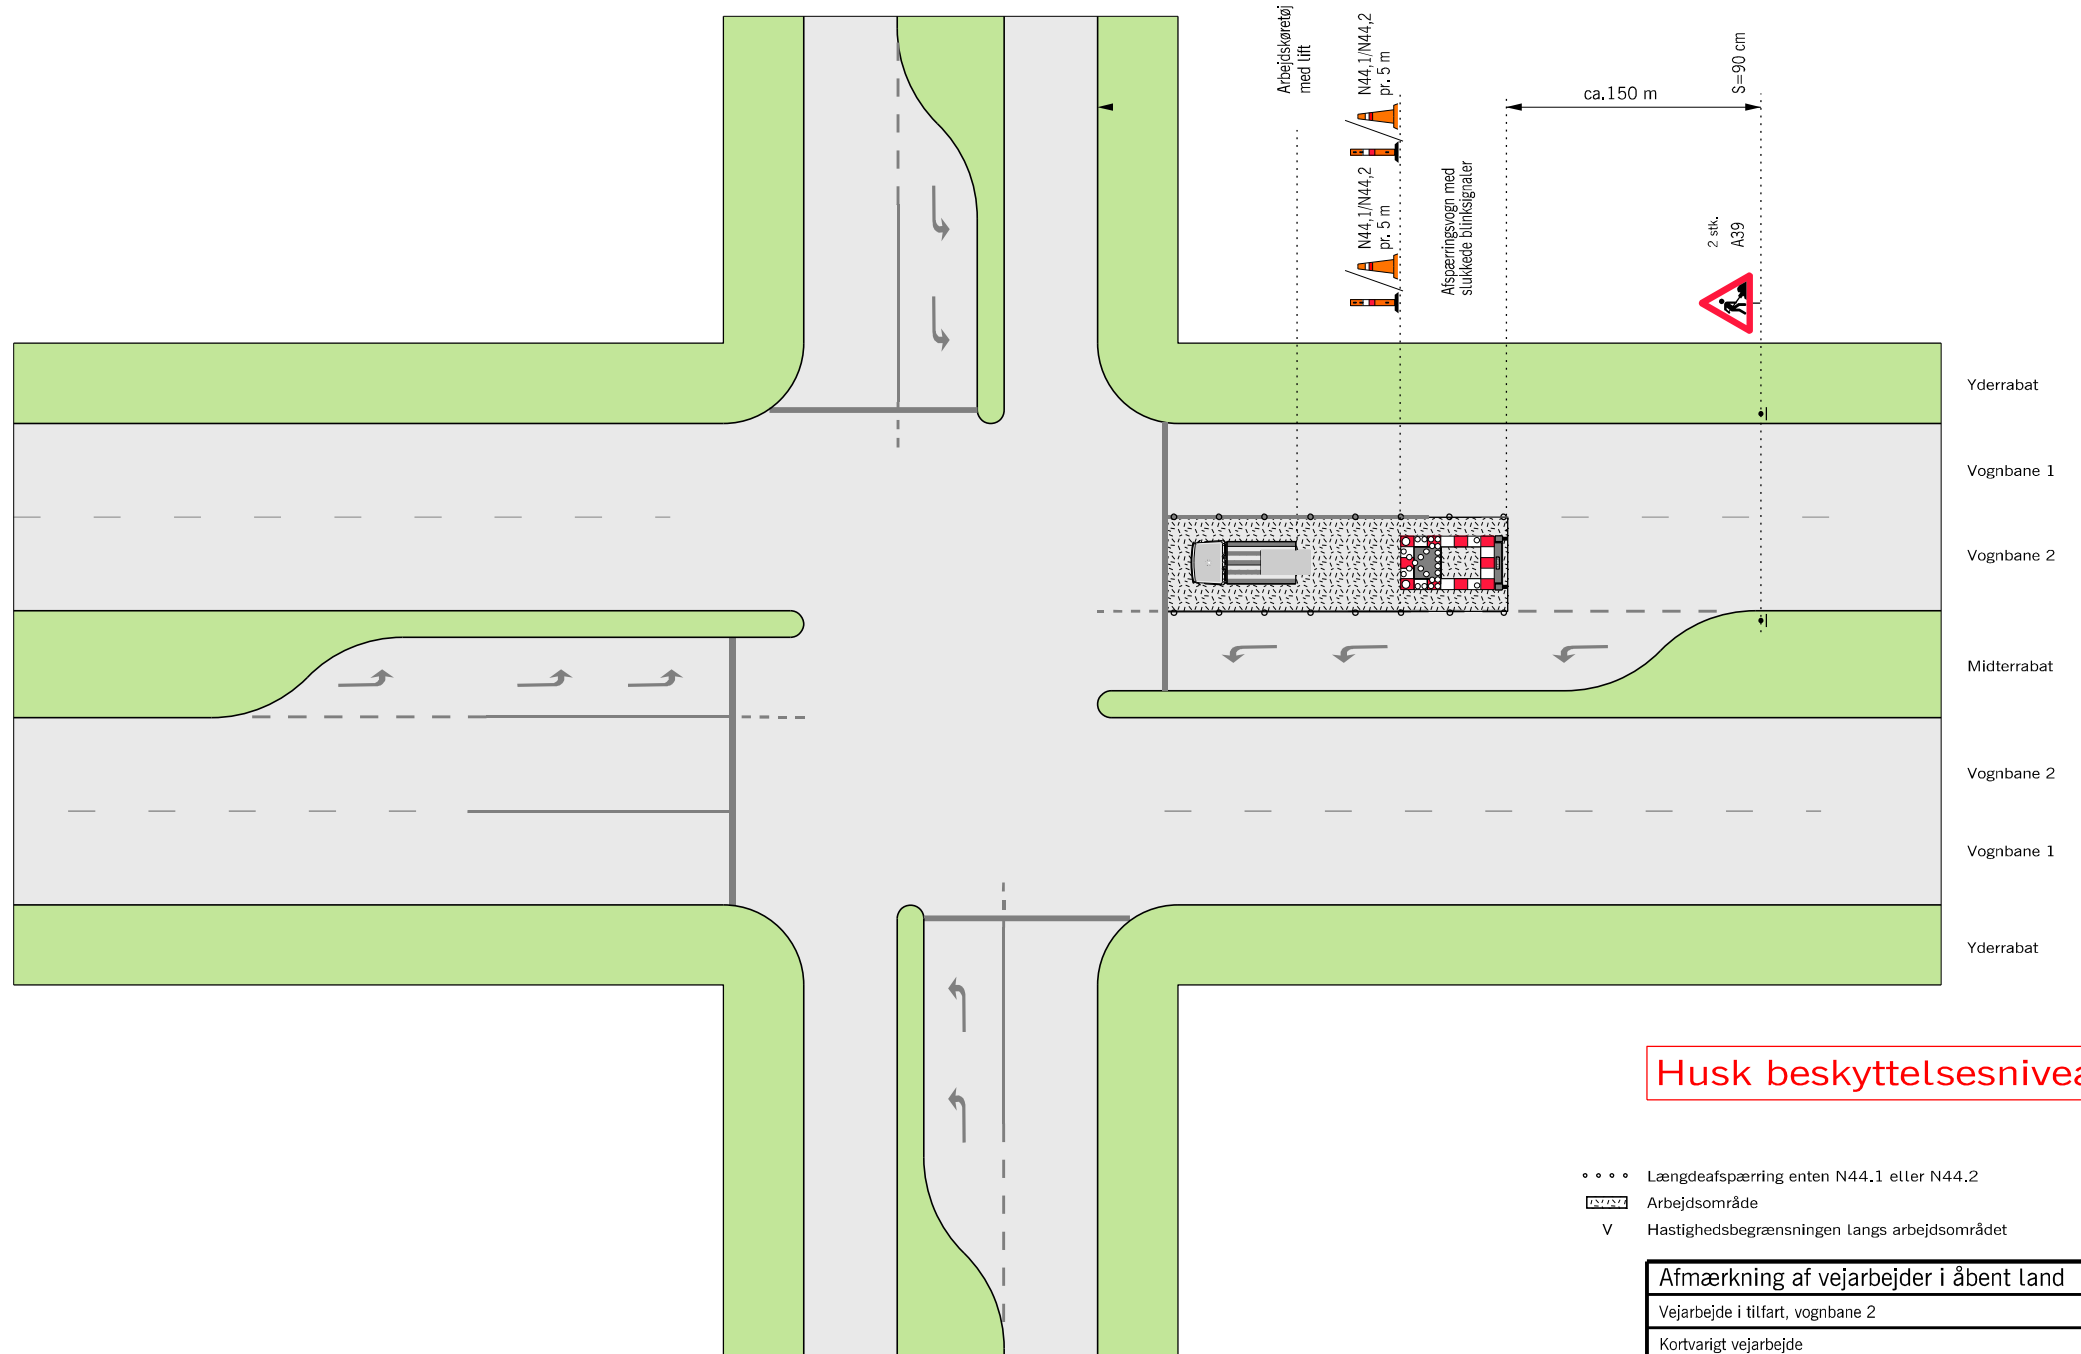 Arbejdskøretøj
med lift
N44,1/N44,2
pr. 5 m
N44,1/N44,2
pr. 5 m
Afspærringsvogn med
slukkede blinksignaler
ca.150 m
S=90 cm
2 stk.
A39
Yderrabat
Vognbane 1
Vognbane 2
Midterrabat
Vognbane 2
Vognbane 1
Yderrabat
Husk beskyttelsesnivea
Længdeafspærring enten N44.1 eller N44.2
Arbejdsområde
V Hastighedsbegrænsningen langs arbejdsområdet
Afmærkning af vejarbejder i åbent land
Vejarbejde i tilfart, vognbane 2
Kortvarigt vejarbejde